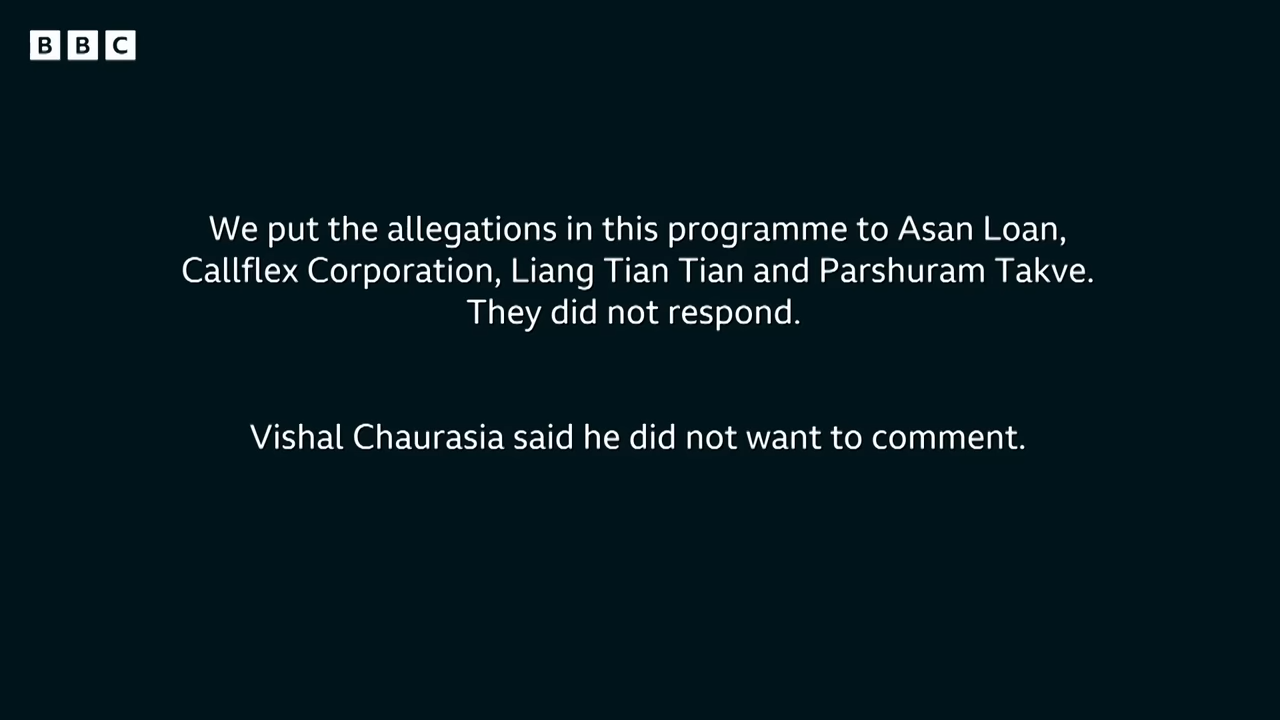 BBC
We put the allegations in this programme to Asan Loan,
Callflex Corporation, Liang Tian Tian and Parshuram Takve.
They did not respond.
Vishal Chaurasia said he did not want to comment.